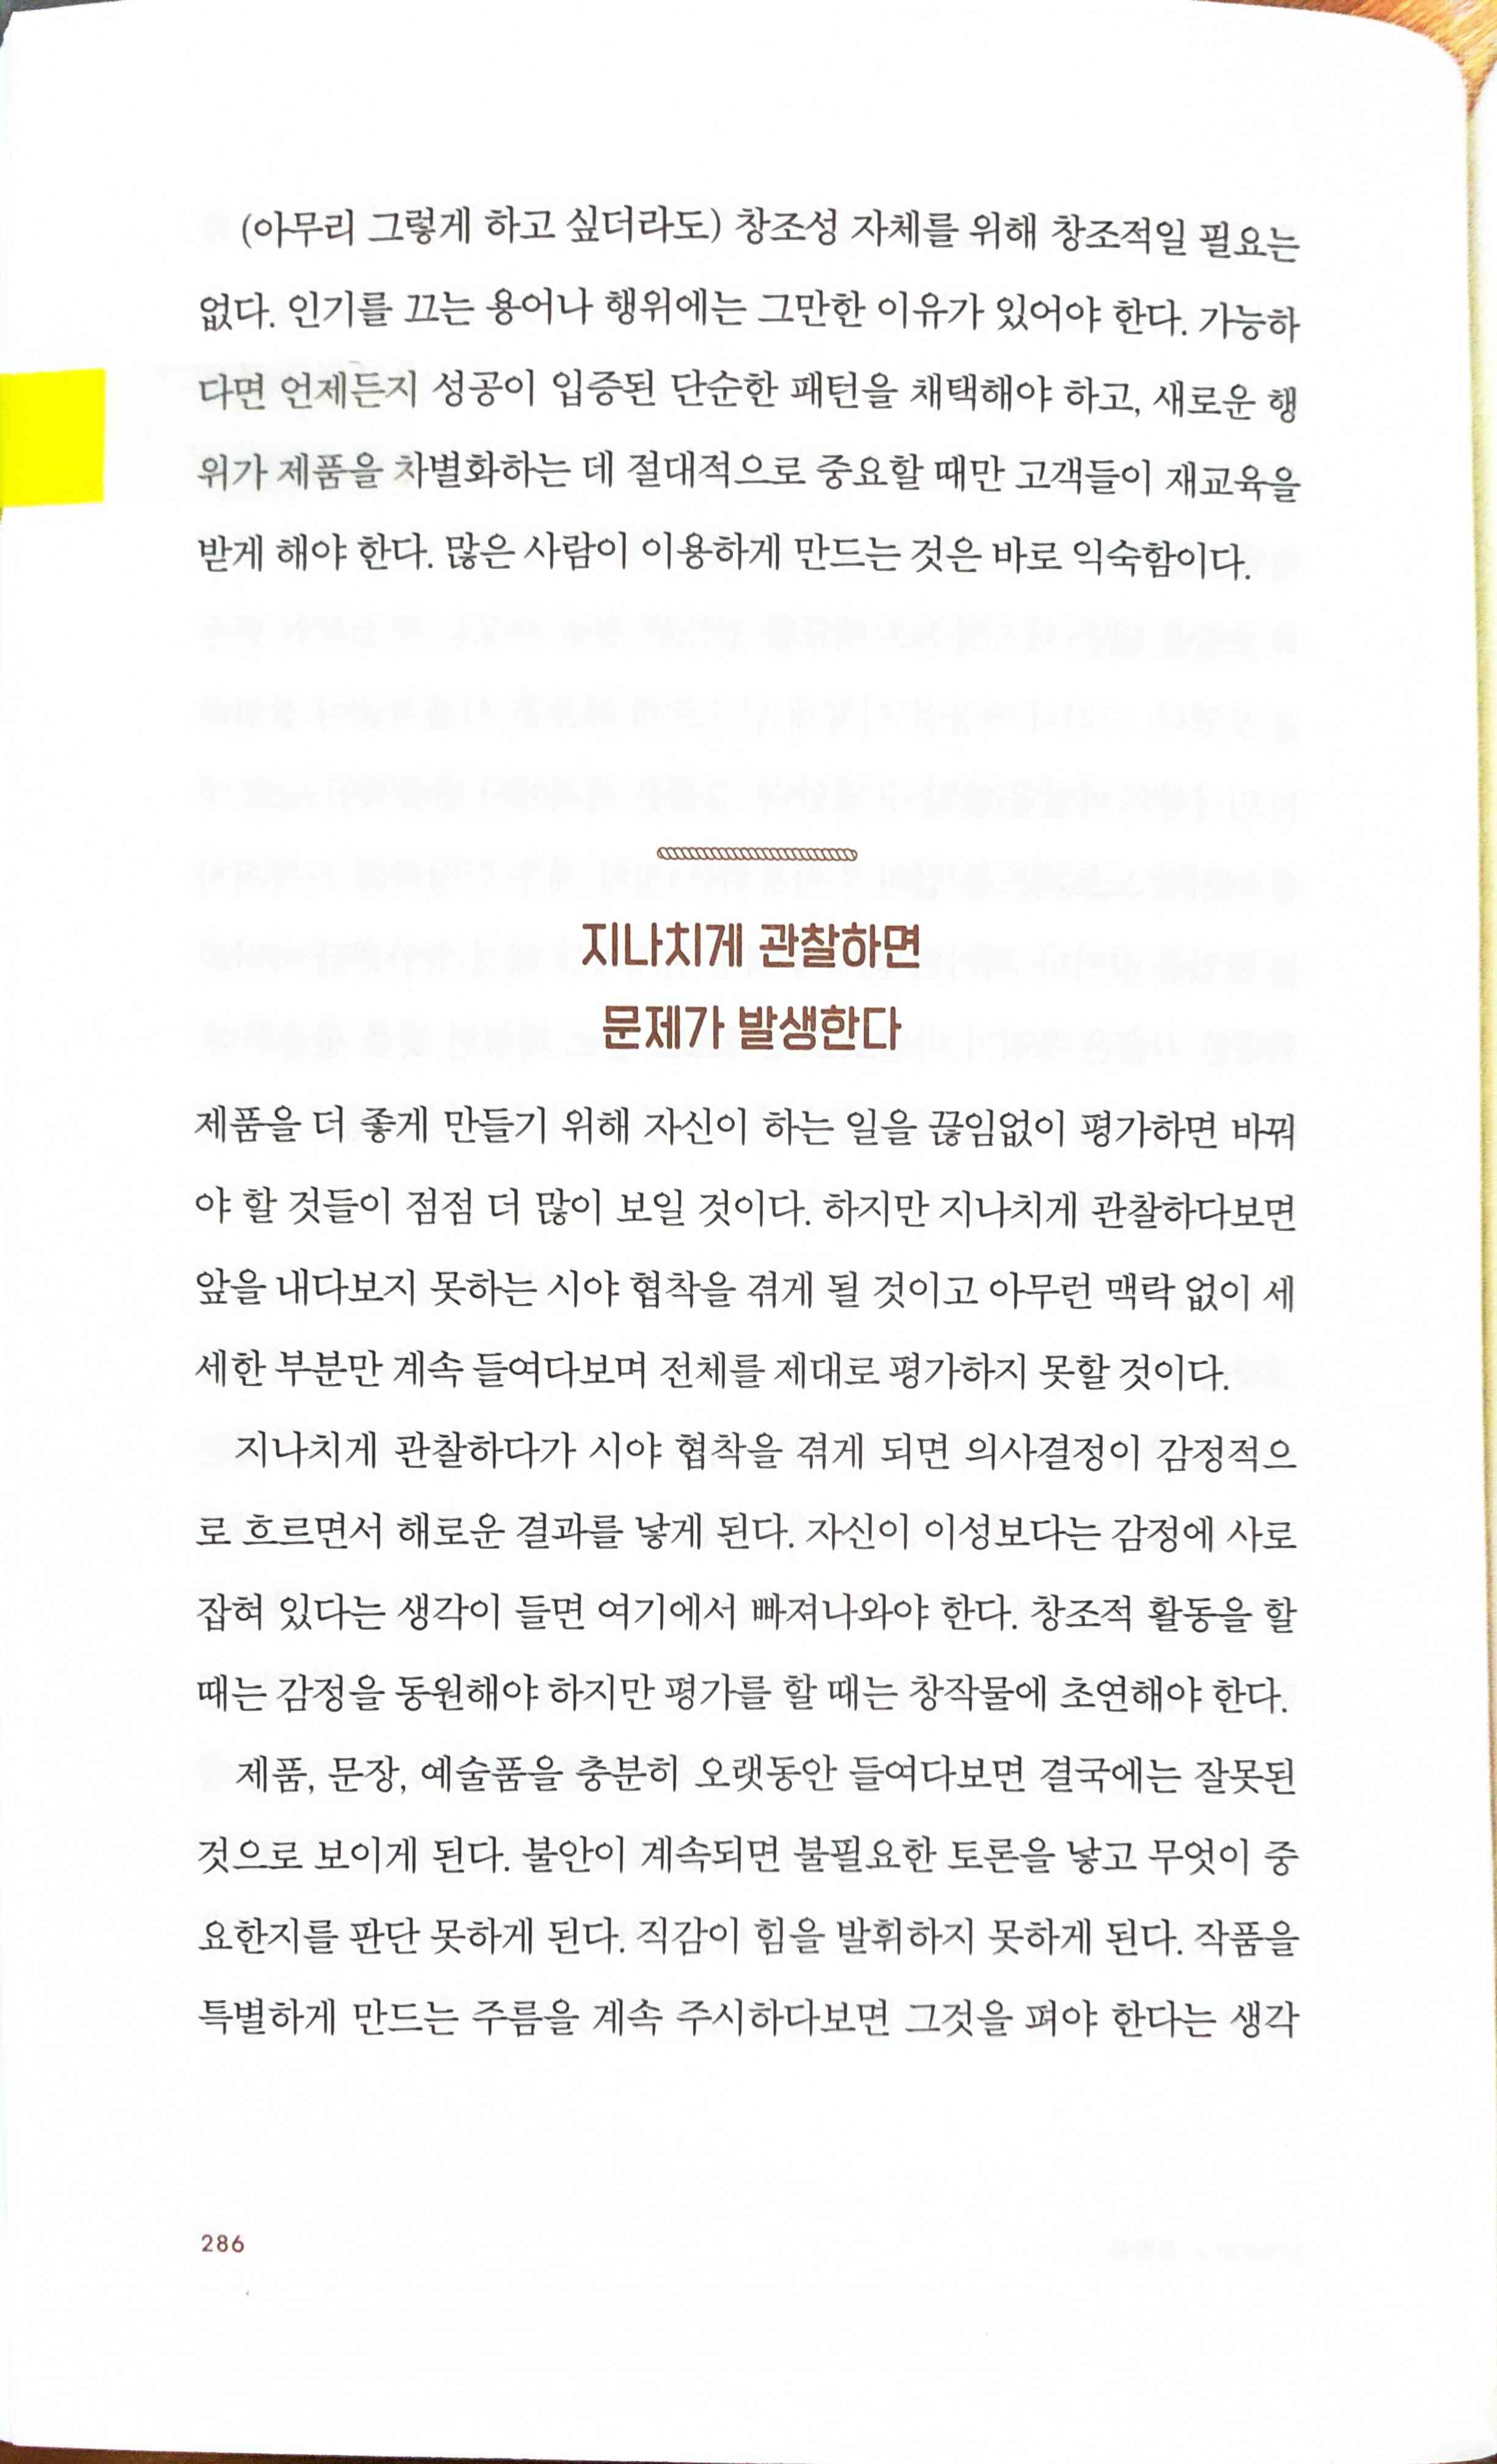 (아무리 그렇게 하고 싶더라도) 창조성 자체를 위해 창조적일 필요는
없다. 인기를 끄는 용어나 행위에는 그만한 이유가 있어야 한다. 가능하
다면 언제든지 성공이 입증된 단순한 패턴을 채택해야 하고, 새로운 행
위가 제품을 차별화하는 데 절대적으로 중요할 때만 고객들이 재교육을
받게 해야 한다. 많은 사람이 이용하게 만드는 것은 바로 익숙함이다.
지나치게 관찰하면
문제가 발생한다
제품을 더 좋게 만들기 위해 자신이 하는 일을 끊임없이 평가하면 바꿔
야 할 것들이 점점 더 많이 보일 것이다. 하지만 지나치게 관찰하다보면
앞을 내다보지 못하는 시야 협착을 겪게 될 것이고 아무런 맥락 없이 세
세한 부분만 계속 들여다보며 전체를 제대로 평가하지 못할 것이다.
지나치게 관찰하다가 시야 협착을 겪게 되면 의사결정이 감정적으
로 흐르면서 해로운 결과를 낳게 된다. 자신이 이성보다는 감정에 사로
잡혀 있다는 생각이 들면 여기에서 빠져나와야 한다. 창조적 활동을 할
때는 감정을 동원해야 하지만 평가를 할 때는 창작물에 초연해야 한다.
제품, 문장, 예술품을 충분히 오랫동안 들여다보면 결국에는 잘못된
것으로 보이게 된다. 불안이 계속되면 불필요한 토론을 낳고 무엇이 중
요한지를 판단 못하게 된다. 직감이 힘을 발휘하지 못하게 된다. 작품을
특별하게 만드는 주름을 계속 주시하다보면 그것을 펴야 한다는 생각
286